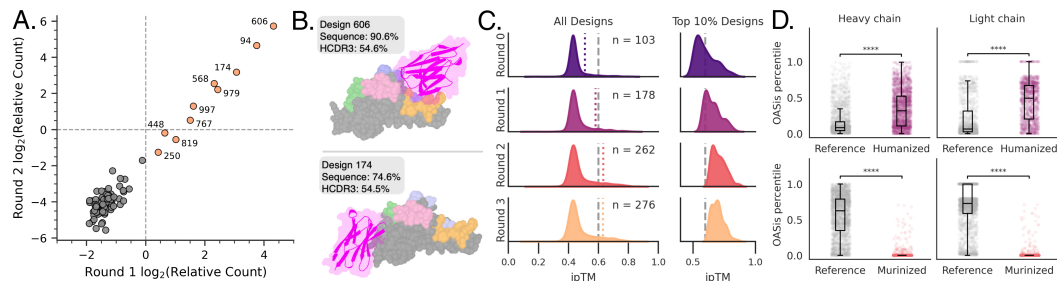 A.
6
4
2
0
−2
−4
−6
Round 2 log2(Relative Count)
606
94
174
568
979
997
767
448
819
250
−2
0
2
4
Round 1 log2(Relative Count)
B.
Design 606
Sequence: 90.6%
HCDR3: 54.6%
Design 174
Sequence: 74.6%
HCDR3: 54.5%
C.
All Designs
Top 10% Designs
Round 0
n = 103
Round 1
n = 178
Round 2
n = 262
Round 3
n = 276
0.0
0.2
0.4
0.6
0.8
1.0
ipTM
0.5
1.0
ipTM
D.
Heavy chain
Light chain
OASis percentile
1.0
0.5
0.0
****
****
Reference
Humanized
Reference
Humanized
OASis percentile
1.0
0.5
0.0
****
****
Reference
Murinized
Reference
Murinized